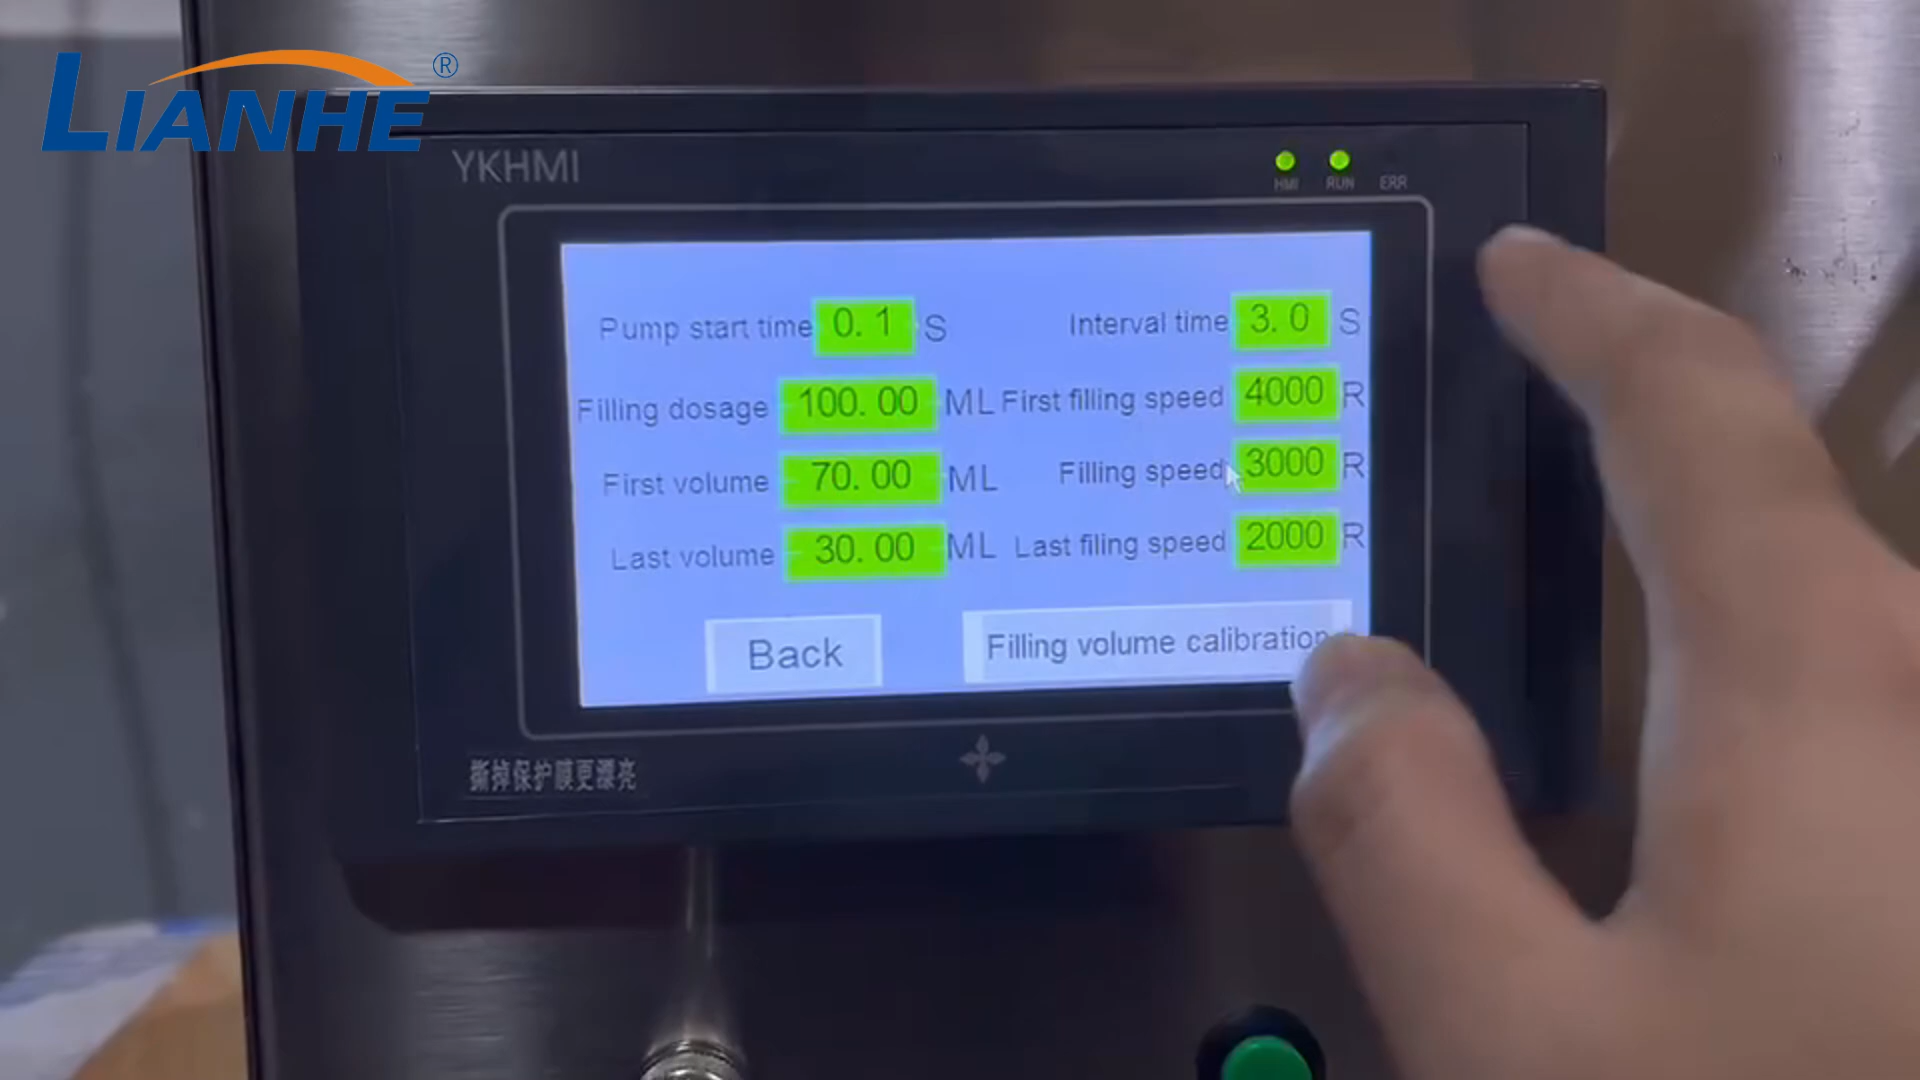 LIANHE®
YKHMI
HMI RUN ERR
Pump start time 0.1 S Interval time 3.0 S
Filling dosage 100.00 ML First filling speed 4000 R
First volume 70.00 ML Filling speed 3000 R
Last volume 30.00 ML Last filing speed 2000 R
Back Filling volume calibration
撕掉保护膜更漂亮